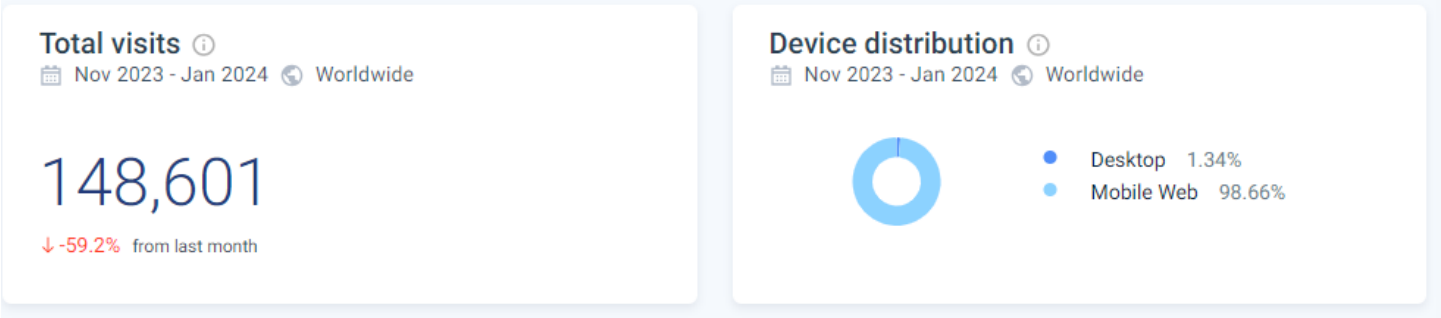 Total visits
Nov 2023 - Jan 2024 Worldwide
148,601
-59.2% from last month
Device distribution
Nov 2023 - Jan 2024 Worldwide
Desktop 1.34%
Mobile Web 98.66%